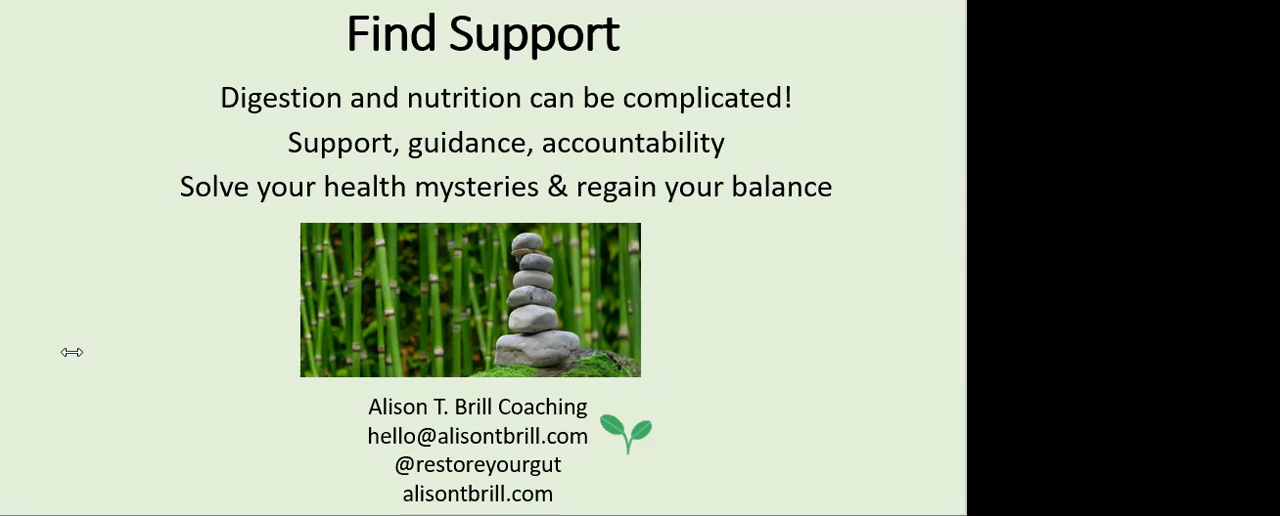 Find Support
Digestion and nutrition can be complicated!
Support, guidance, accountability
Solve your health mysteries & regain your balance
Alison T. Brill Coaching
hello@alisontbrill.com
@restoreyourgut
alisontbrill.com